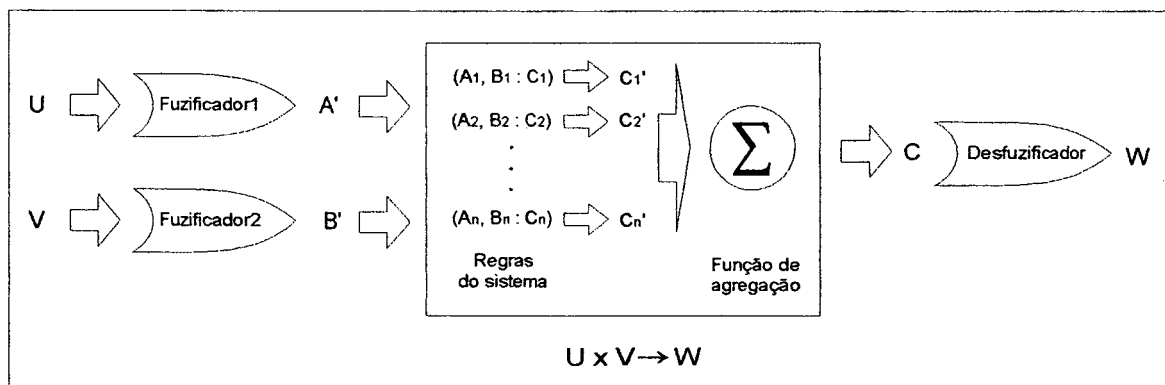 U
Fuzificador1
A'
V
Fuzificador2
B'
(A1, B1 : C1)
C1'
(A2, B2 : C2)
C2'
.
.
.
(An, Bn : Cn)
Cn'
Regras
do sistema
Σ
Função de
agregação
C
Desfuzificador
W
U x V→W